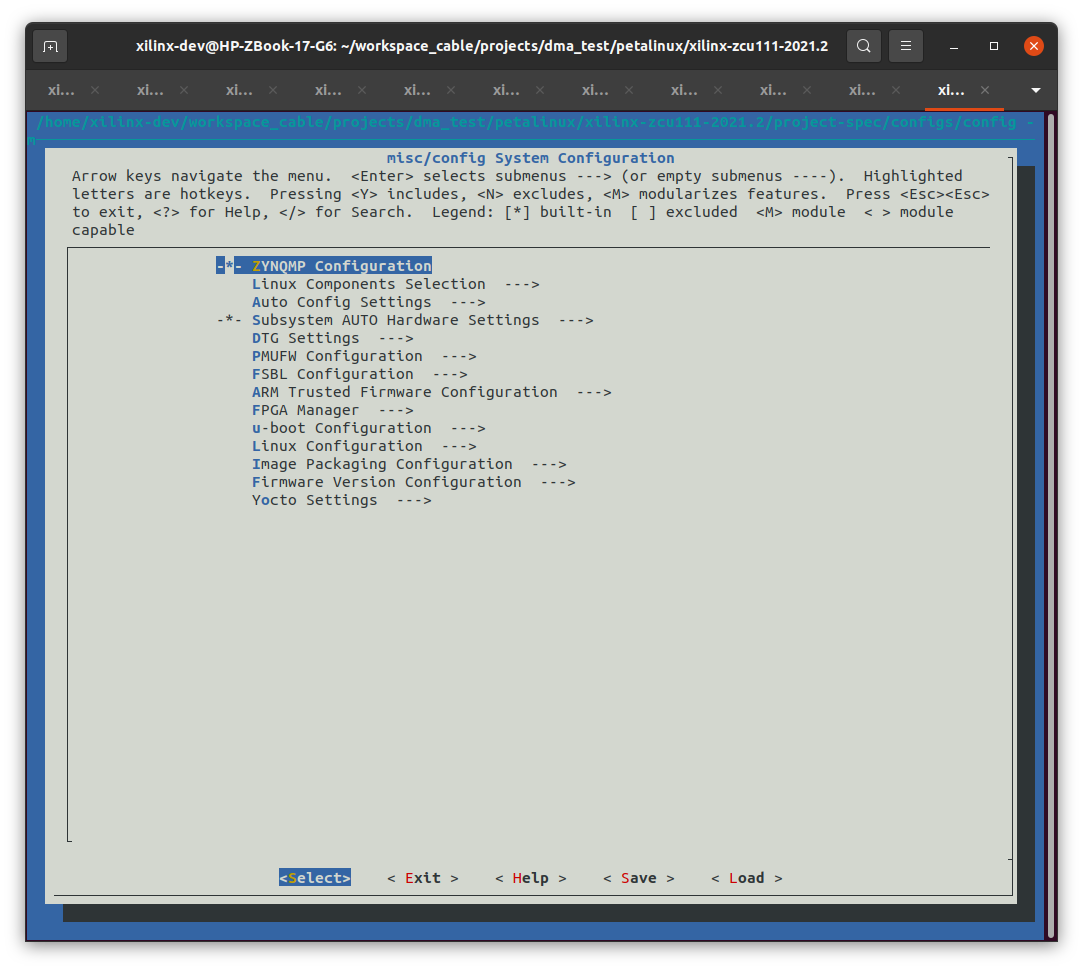 xilinx-dev@HP-ZBook-17-G6: ~/workspace_cable/projects/dma_test/petalinux/xilinx-zcu111-2021.2
xi... xi... xi... xi... xi... xi... xi... xi... xi... xi... xi...
/home/xilinx-dev/workspace_cable/projects/dma_test/petalinux/xilinx-zcu111-2021.2/project-spec/configs/config -
m
misc/config System Configuration
Arrow keys navigate the menu.  <Enter> selects submenus ---> (or empty submenus ----).  Highlighted
letters are hotkeys.  Pressing <Y> includes, <N> excludes, <M> modularizes features.  Press <Esc><Esc>
to exit, <?> for Help, </> for Search.  Legend: [*] built-in  [ ] excluded  <M> module  < > module
capable
-*- ZYNQMP Configuration
Linux Components Selection  --->
Auto Config Settings  --->
-*- Subsystem AUTO Hardware Settings  --->
DTG Settings  --->
PMUFW Configuration  --->
FSBL Configuration  --->
ARM Trusted Firmware Configuration  --->
FPGA Manager  --->
u-boot Configuration  --->
Linux Configuration  --->
Image Packaging Configuration  --->
Firmware Version Configuration  --->
Yocto Settings  --->
<Select>    < Exit >    < Help >    < Save >    < Load >